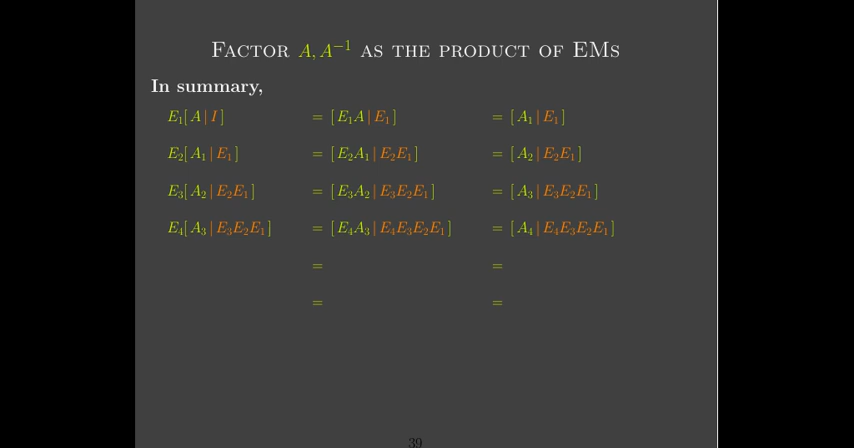 Factor A, A⁻¹ as the product of EMs
In summary,
E₁[ A | I ] = [ E₁A | E₁ ] = [ A₁ | E₁ ]
E₂[ A₁ | E₁ ] = [ E₂A₁ | E₂E₁ ] = [ A₂ | E₂E₁ ]
E₃[ A₂ | E₂E₁ ] = [ E₃A₂ | E₃E₂E₁ ] = [ A₃ | E₃E₂E₁ ]
E₄[ A₃ | E₃E₂E₁ ] = [ E₄A₃ | E₄E₃E₂E₁ ] = [ A₄ | E₄E₃E₂E₁ ]
= =
= =
39